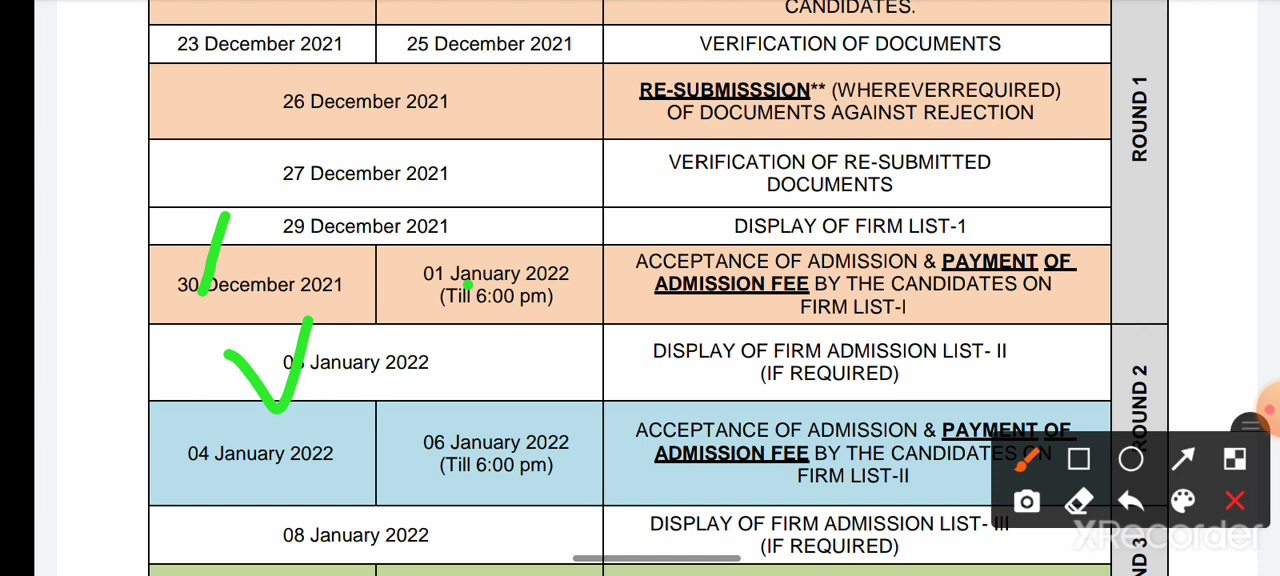 CANDIDATES.
23 December 2021 25 December 2021 VERIFICATION OF DOCUMENTS
26 December 2021
RE-SUBMISSSION** (WHEREVERREQUIRED)
OF DOCUMENTS AGAINST REJECTION
27 December 2021
VERIFICATION OF RE-SUBMITTED
DOCUMENTS
29 December 2021 DISPLAY OF FIRM LIST-1
ROUND 1
30 December 2021
01 January 2022
(Till 6:00 pm)
ACCEPTANCE OF ADMISSION & PAYMENT OF
ADMISSION FEE BY THE CANDIDATES ON
FIRM LIST-I
January 2022
DISPLAY OF FIRM ADMISSION LIST- II
(IF REQUIRED)
ROUND 2
04 January 2022
06 January 2022
(Till 6:00 pm)
ACCEPTANCE OF ADMISSION & PAYMENT OF
ADMISSION FEE BY THE CANDIDATES ON
FIRM LIST-II
08 January 2022
DISPLAY OF FIRM ADMISSION LIST- III
(IF REQUIRED)
XRecorder